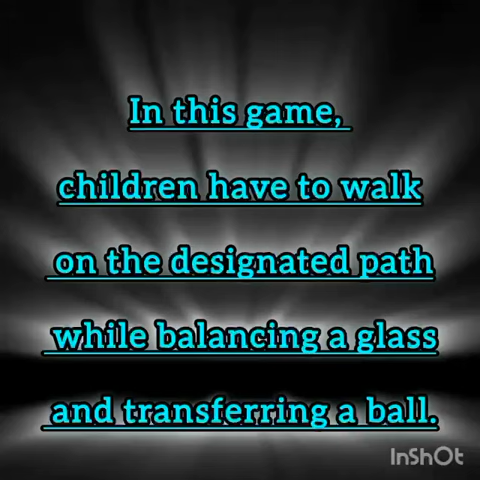 In this game,
children have to walk
on the designated path
while balancing a glass
and transferring a ball.
InShOt